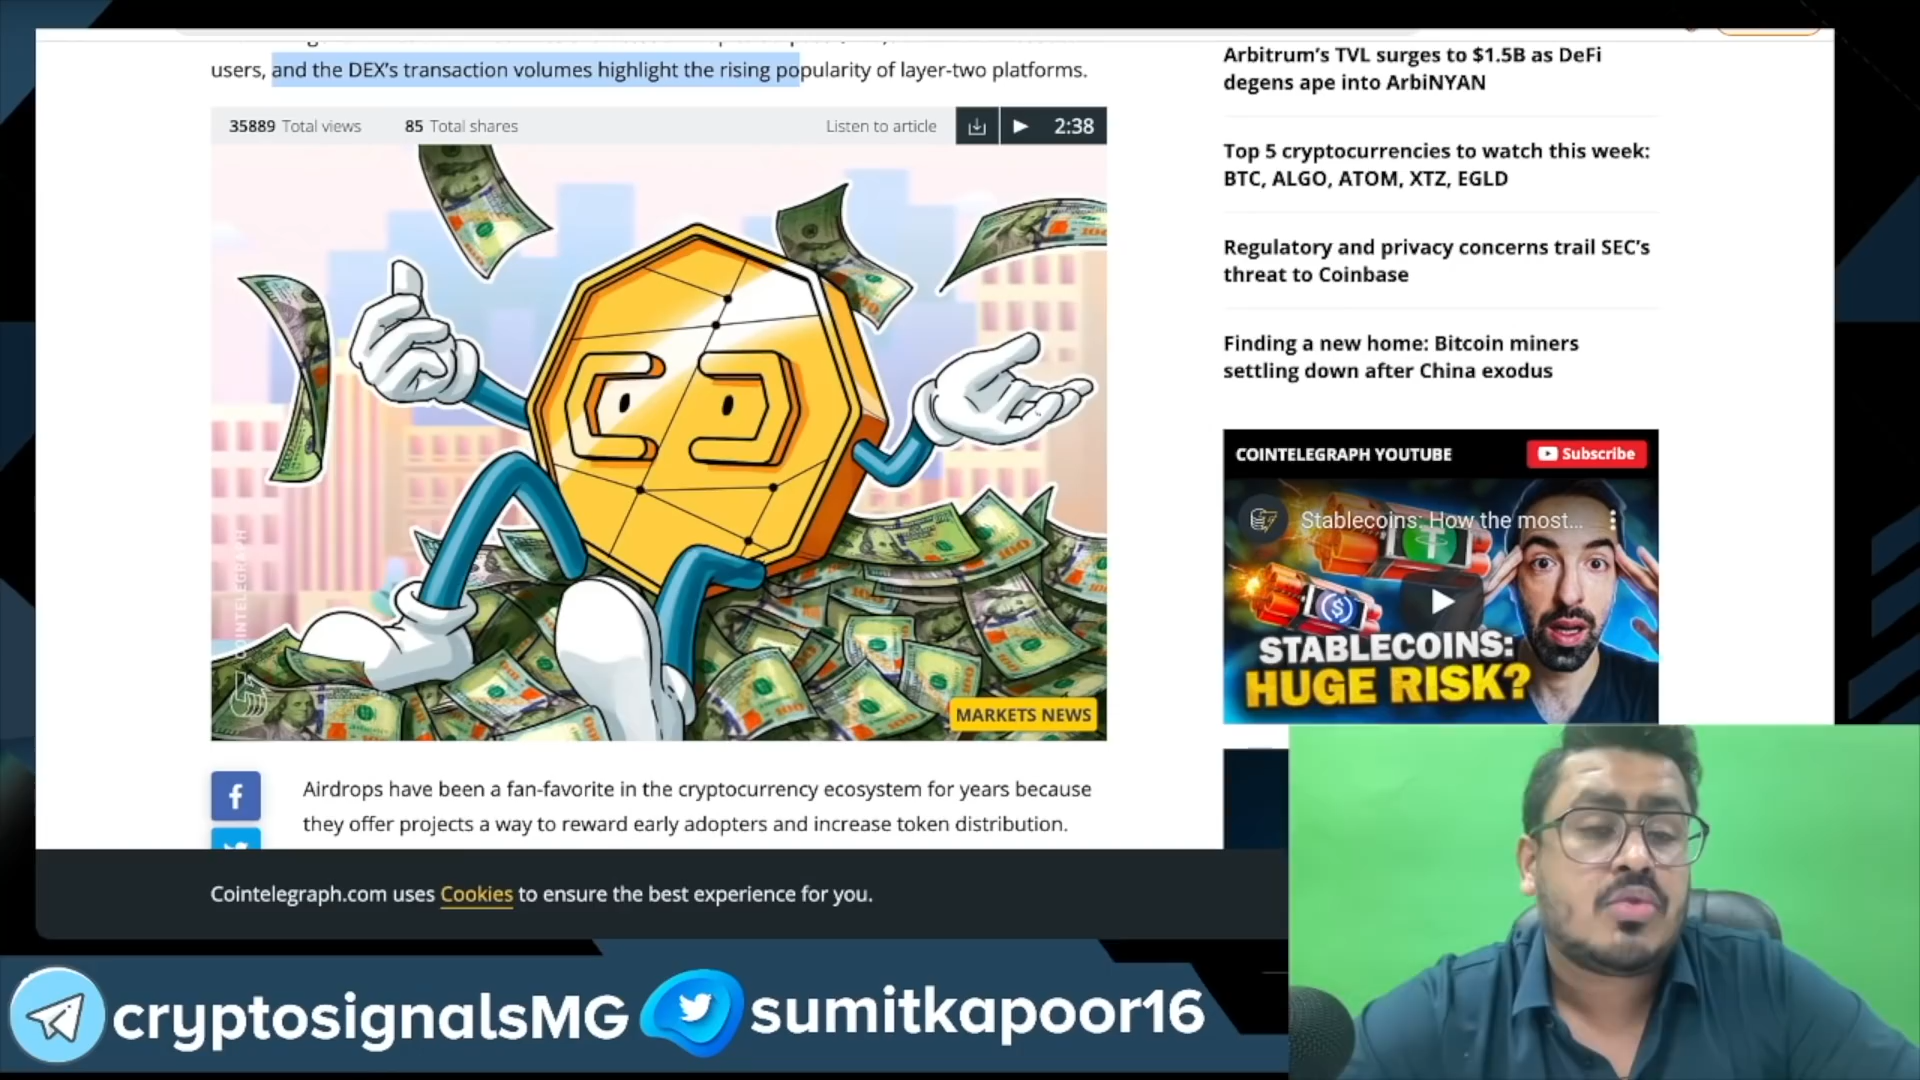 users, and the DEX's transaction volumes highlight the rising popularity of layer-two platforms.
35889 Total views 85 Total shares Listen to article 2:38
COINTELEGRAPH
MARKETS NEWS
Airdrops have been a fan-favorite in the cryptocurrency ecosystem for years because
they offer projects a way to reward early adopters and increase token distribution.
Arbitrum's TVL surges to $1.5B as DeFi
degens ape into ArbiNYAN
Top 5 cryptocurrencies to watch this week:
BTC, ALGO, ATOM, XTZ, EGLD
Regulatory and privacy concerns trail SEC's
threat to Coinbase
Finding a new home: Bitcoin miners
settling down after China exodus
COINTELEGRAPH YOUTUBE Subscribe
Stablecoins: How the most...
STABLECOINS:
HUGE RISK?
Cointelegraph.com uses Cookies to ensure the best experience for you.
cryptosignalsMG sumitkapoor16